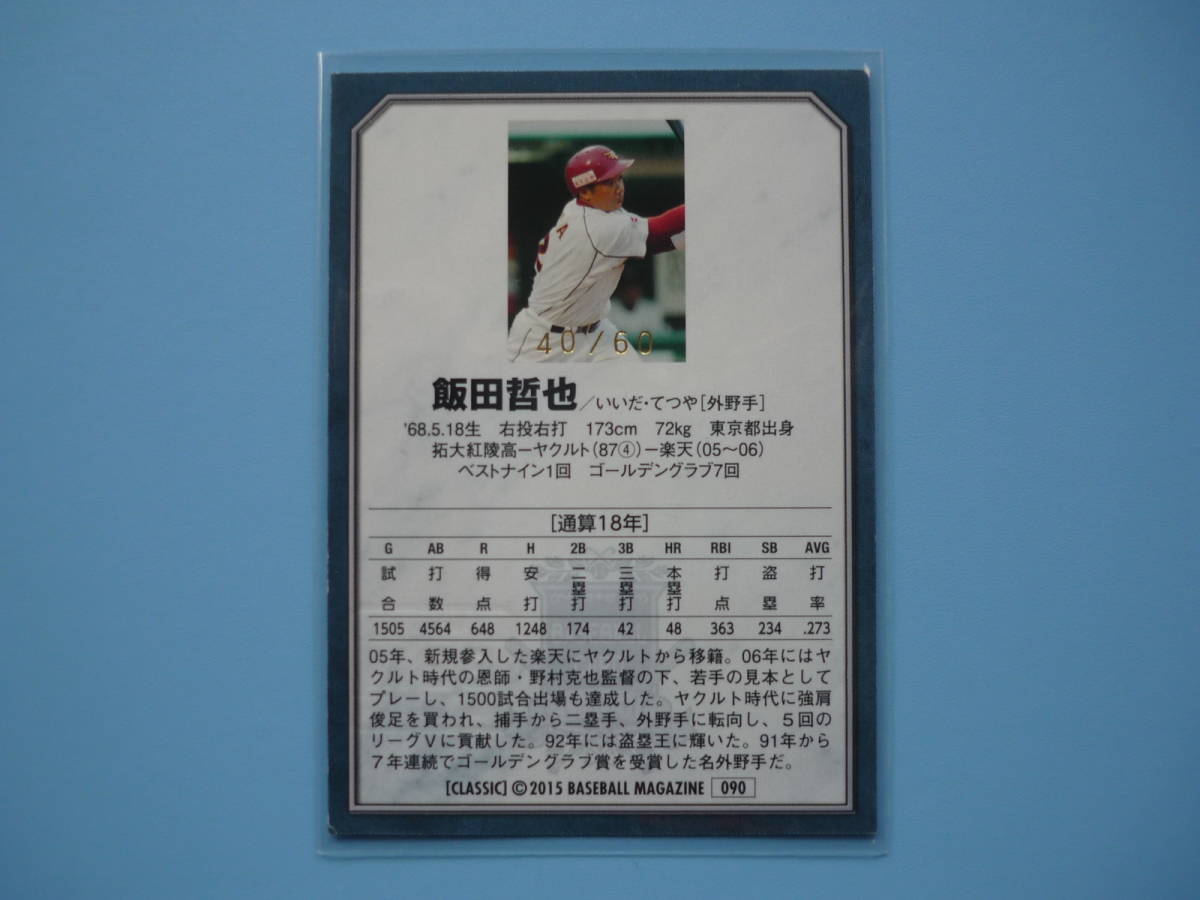 /40/60
飯田哲也/いいだ・てつや[外野手]
'68.5.18生 右投右打 173cm 72kg 東京都出身
拓大紅陵高ーヤクルト(87④)ー楽天(05〜06)
ベストナイン1回 ゴールデングラブ7回
[通算18年]
G AB R H 2B 3B HR RBI SB AVG
試合 打数 得点 安打 二塁打 三塁打 本塁打 打点 盗塁 打率
1505 4564 648 1248 174 42 48 363 234 .273
05年、新規参入した楽天にヤクルトから移籍。06年にはヤ
クルト時代の恩師・野村克也監督の下、若手の見本として
プレーし、1500試合出場も達成した。ヤクルト時代に強肩
俊足を買われ、捕手から二塁手、外野手に転向し、5回の
リーグVに貢献した。92年には盗塁王に輝いた。91年から
7年連続でゴールデングラブ賞を受賞した名外野手だ。
[CLASSIC] ©2015 BASEBALL MAGAZINE 090